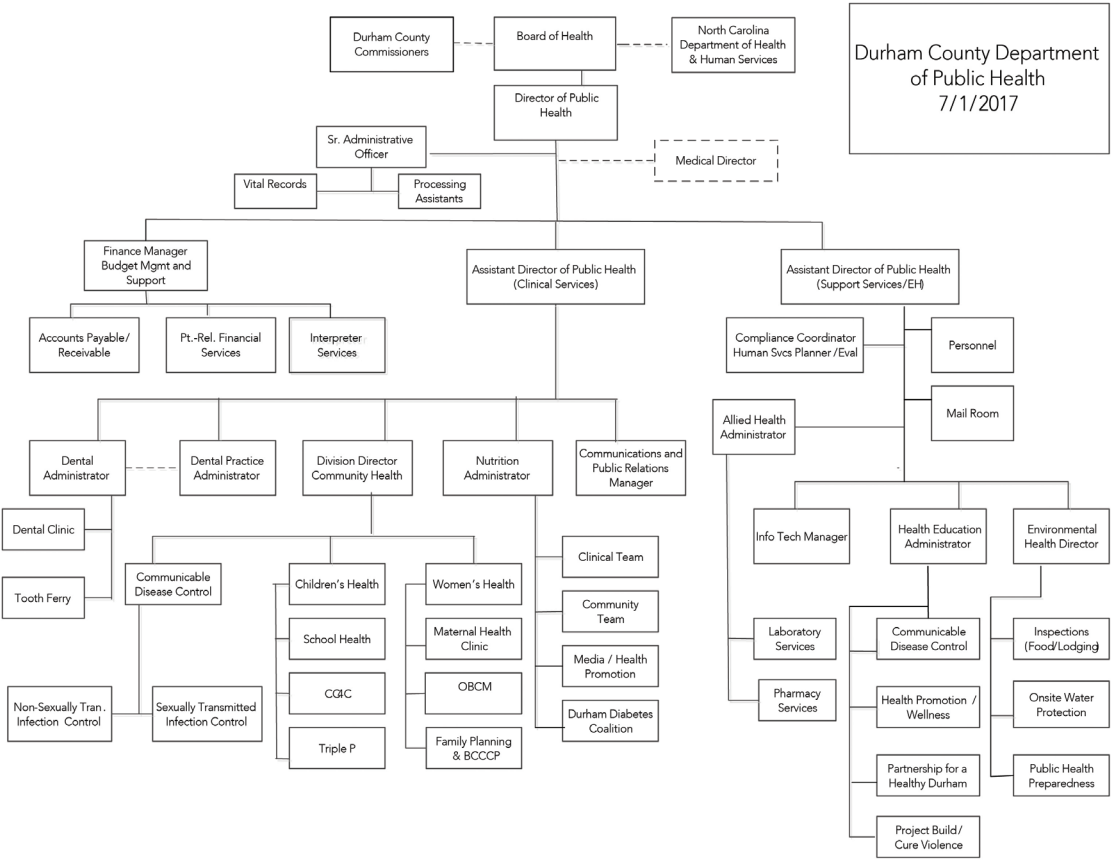 Durham County
Commissioners
Board of Health
North Carolina
Department of Health
& Human Services
Durham County Department
of Public Health
7/1/2017
Director of Public
Health
Sr. Administrative
Officer
Medical Director
Vital Records
Processing
Assistants
Finance Manager
Budget Mgmt and
Support
Assistant Director of Public Health
(Clinical Services)
Assistant Director of Public Health
(Support Services/EH)
Accounts Payable/
Receivable
Pt.-Rel. Financial
Services
Interpreter
Services
Compliance Coordinator
Human Svcs Planner /Eval
Personnel
Allied Health
Administrator
Mail Room
Dental
Administrator
Dental Practice
Administrator
Division Director
Community Health
Nutrition
Administrator
Communications and
Public Relations
Manager
Dental Clinic
Tooth Ferry
Communicable
Disease Control
Children's Health
Women's Health
Clinical Team
Info Tech Manager
Health Education
Administrator
Environmental
Health Director
School Health
Maternal Health
Clinic
Community
Team
Laboratory
Services
Communicable
Disease Control
Inspections
(Food/Lodging)
Non-Sexually Tran.
Infection Control
Sexually Transmitted
Infection Control
CC4C
OBCM
Media / Health
Promotion
Pharmacy
Services
Health Promotion /
Wellness
Onsite Water
Protection
Triple P
Family Planning
& BCCCP
Durham Diabetes
Coalition
Partnership for a
Healthy Durham
Public Health
Preparedness
Project Build/
Cure Violence